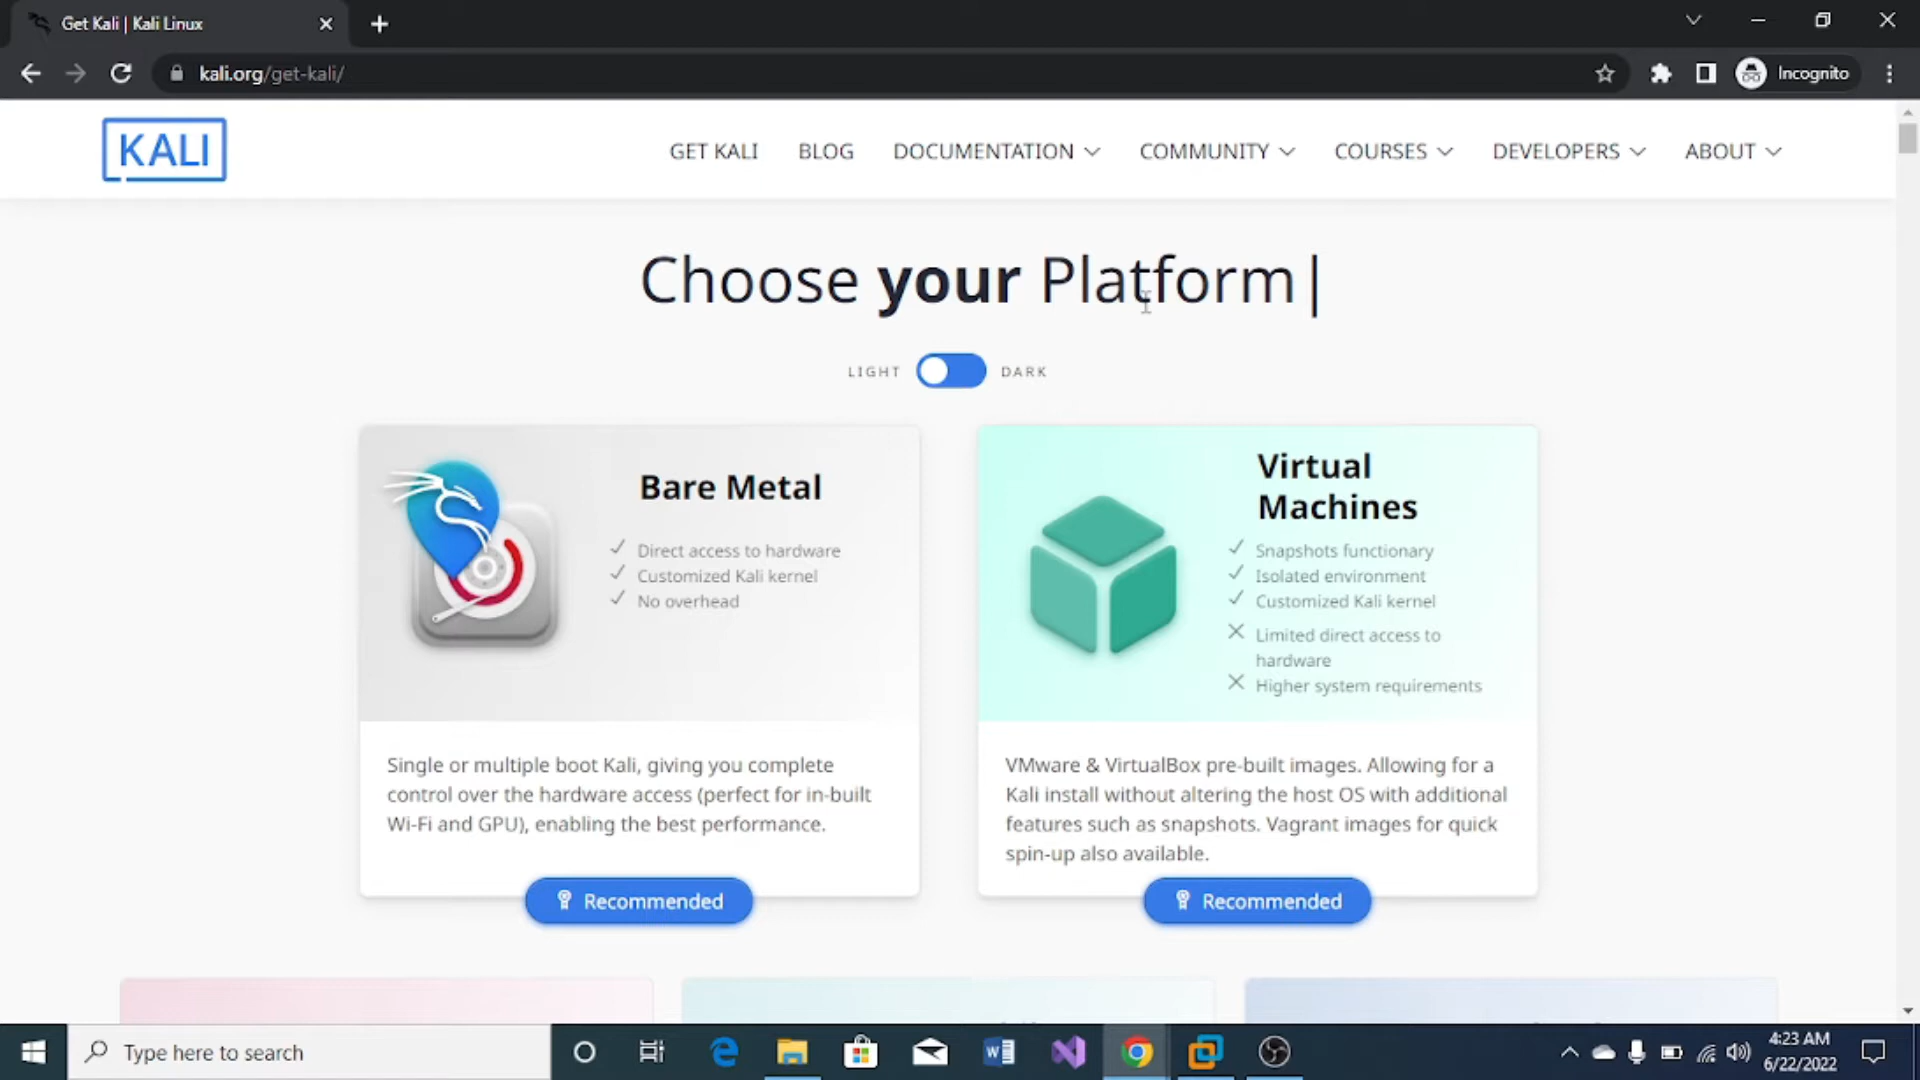 Get Kali | Kali Linux
kali.org/get-kali/
Incognito
KALI
GET KALI BLOG DOCUMENTATION COMMUNITY COURSES DEVELOPERS ABOUT
Choose your Platform|
LIGHT DARK
Bare Metal
Direct access to hardware
Customized Kali kernel
No overhead
Single or multiple boot Kali, giving you complete
control over the hardware access (perfect for in-built
Wi-Fi and GPU), enabling the best performance.
Recommended
Virtual
Machines
Snapshots functionary
Isolated environment
Customized Kali kernel
Limited direct access to
hardware
Higher system requirements
VMware & VirtualBox pre-built images. Allowing for a
Kali install without altering the host OS with additional
features such as snapshots. Vagrant images for quick
spin-up also available.
Recommended
Type here to search
4:23 AM
6/22/2022